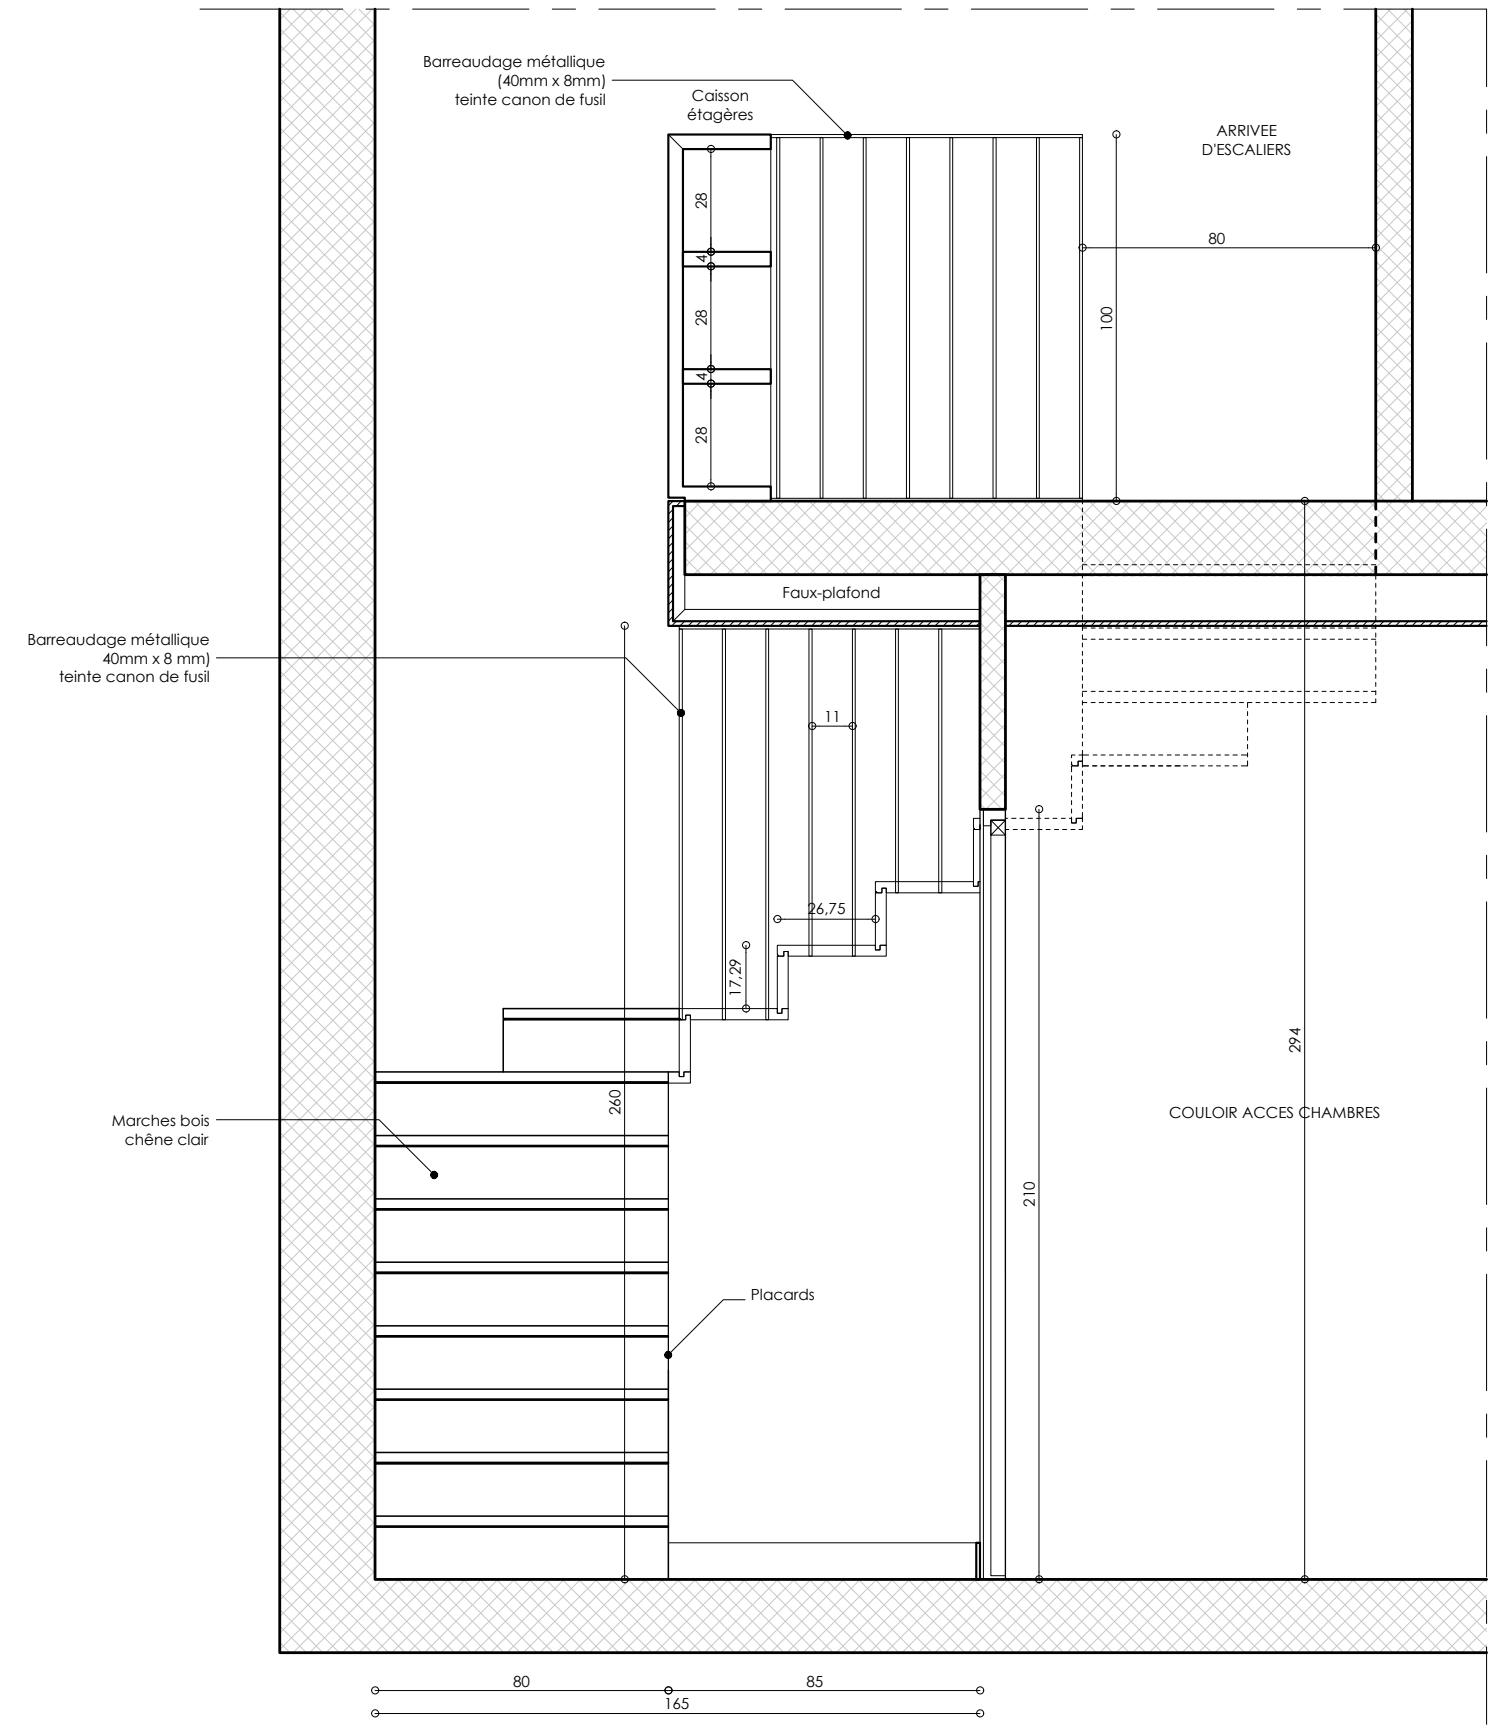 Barreaudage métallique
(40mm x 8mm)
teinte canon de fusil
Caisson
étagères
ARRIVEE
D'ESCALIERS
28
4
28
4
28
80
100
Faux-plafond
Barreaudage métallique
40mm x 8 mm)
teinte canon de fusil
11
26,75
17,29
294
260
Marches bois
chêne clair
COULOIR ACCES CHAMBRES
210
Placards
80
85
165